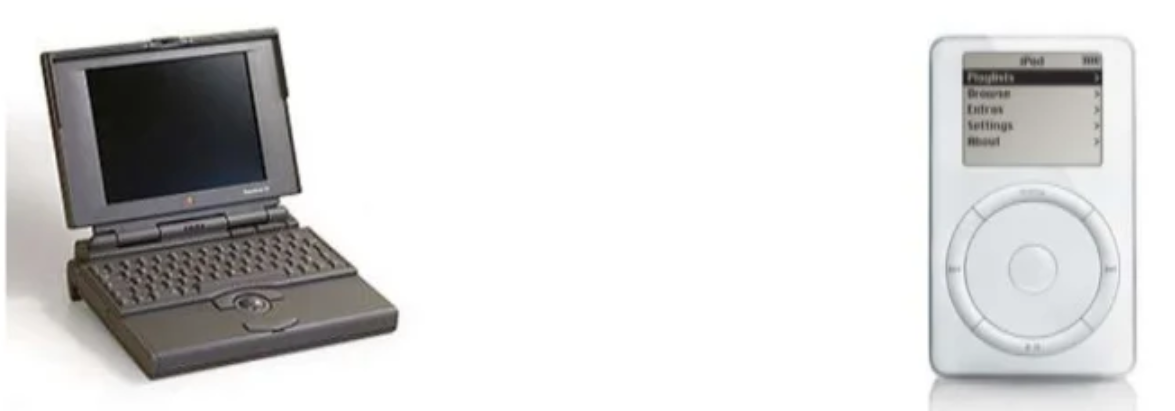 iPod
Playlists >
Browse >
Extras >
Settings >
About >